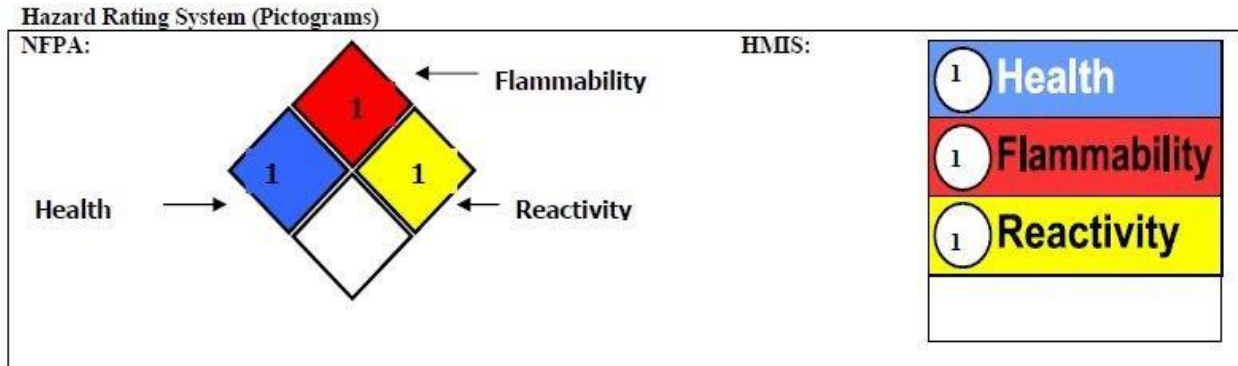 Hazard Rating System (Pictograms)
NFPA:
HMIS:
1
Flammability
1
1
Health
Reactivity
1 Health
1 Flammability
1 Reactivity